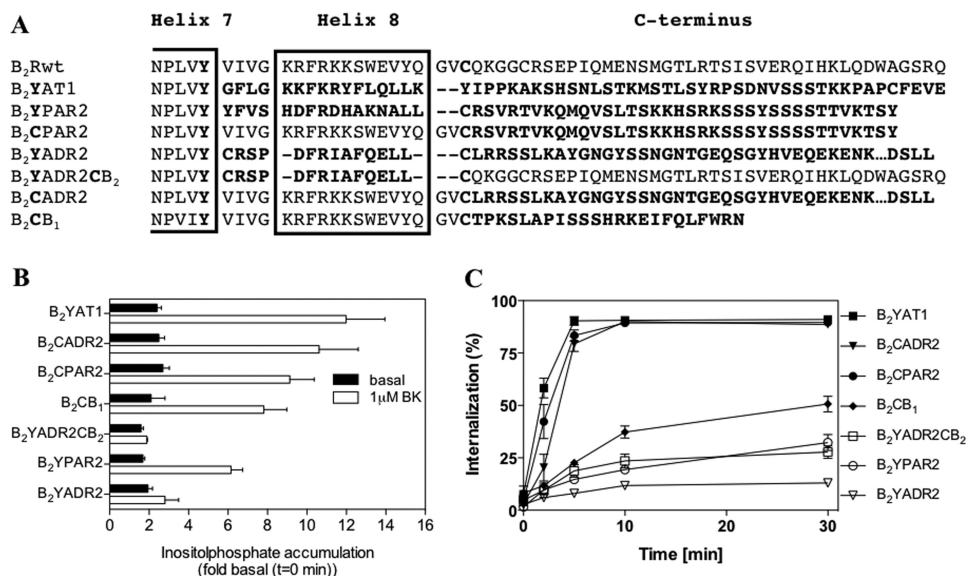 A
Helix 7 Helix 8 C-terminus
B₂Rwt NPLVY VIVG KRFRKKSWEVYQ GVCQKGGCRSEPIQMENSMGTLRTSISVERQIHKLQDWAGSRQ
B₂YAT1 NPLVY GFLG KKFKRYFLQLLK --YIPPKAKSHSNLSTKMSTLSYRPSDNVSSSTKKPAPCFEVE
B₂YPAR2 NPLVY YFVS HDFRDHAKNALL --CRSVRTVKQMQVSLTSKKHSRKSSSYSSSSTTVKTSY
B₂CPAR2 NPLVY VIVG KRFRKKSWEVYQ GVCRSVRTVKQMQVSLTSKKHSRKSSSYSSSSTTVKTSY
B₂YADR2 NPLVY CRSP -DFRIAFQELL- --CLRRSSLKAYGNGYSSNGNTGEQSGYHVEQEKENK…DSLL
B₂YADR2CB₂ NPLVY CRSP -DFRIAFQELL- --CQKGGCRSEPIQMENSMGTLRTSISVERQIHKLQDWAGSRQ
B₂CADR2 NPLVY VIVG KRFRKKSWEVYQ GVCLRRSSLKAYGNGYSSNGNTGEQSGYHVEQEKENK…DSLL
B₂CB₁ NPVIY VIVG KRFRKKSWEVYQ GVCTPKSLAPISSSHRKEIFQLFWRN
B
B₂YAT1
B₂CADR2
B₂CPAR2
B₂CB₁
B₂YADR2CB₂
B₂YPAR2
B₂YADR2
basal
1µM BK
0 2 4 6 8 10 12 14 16
Inositolphosphate accumulation
(fold basal (t=0 min))
C
Internalization (%)
100
75
50
25
0
0 10 20 30
Time [min]
B₂YAT1
B₂CADR2
B₂CPAR2
B₂CB₁
B₂YADR2CB₂
B₂YPAR2
B₂YADR2